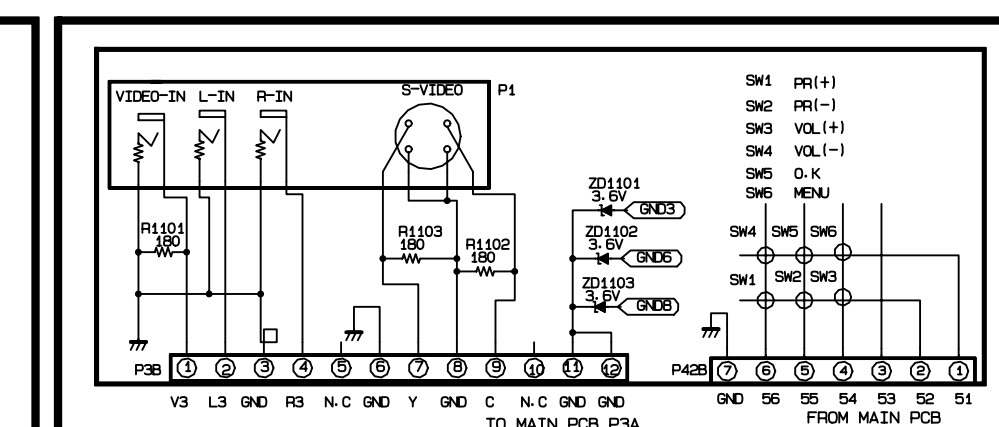 VIDEO-IN L-IN R-IN S-VIDEO P1
SW1 PR(+)
SW2 PR(-)
SW3 VOL(+)
SW4 VOL(-)
SW5 O.K
SW6 MENU
ZD1101
3.6V
GND3
R1101
180
R1103
180
R1102
180
ZD1102
3.6V
GND6
ZD1103
3.6V
GND8
SW4 SW5 SW6
SW1 SW2 SW3
P3B 1 2 3 4 5 6 7 8 9 10 11 12
V3 L3 GND R3 N.C GND Y GND C N.C GND GND
TO MAIN PCB P3A
P42B 7 6 5 4 3 2 1
GND 56 55 54 53 52 51
FROM MAIN PCB